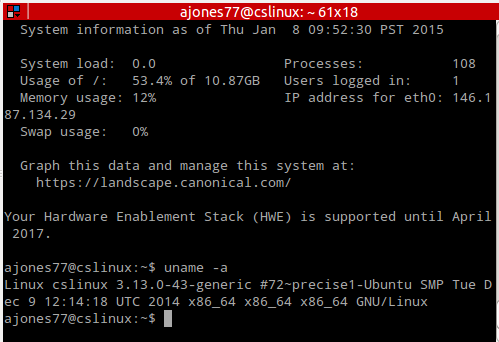 ajones77@cslinux: ~ 61x18
System information as of Thu Jan  8 09:52:30 PST 2015
System load:  0.0                Processes:           108
Usage of /:   53.4% of 10.87GB   Users logged in:     1
Memory usage: 12%                IP address for eth0: 146.1
87.134.29
Swap usage:   0%
Graph this data and manage this system at:
https://landscape.canonical.com/
Your Hardware Enablement Stack (HWE) is supported until April
2017.
ajones77@cslinux:~$ uname -a
Linux cslinux 3.13.0-43-generic #72~precise1-Ubuntu SMP Tue D
ec 9 12:14:18 UTC 2014 x86_64 x86_64 x86_64 GNU/Linux
ajones77@cslinux:~$